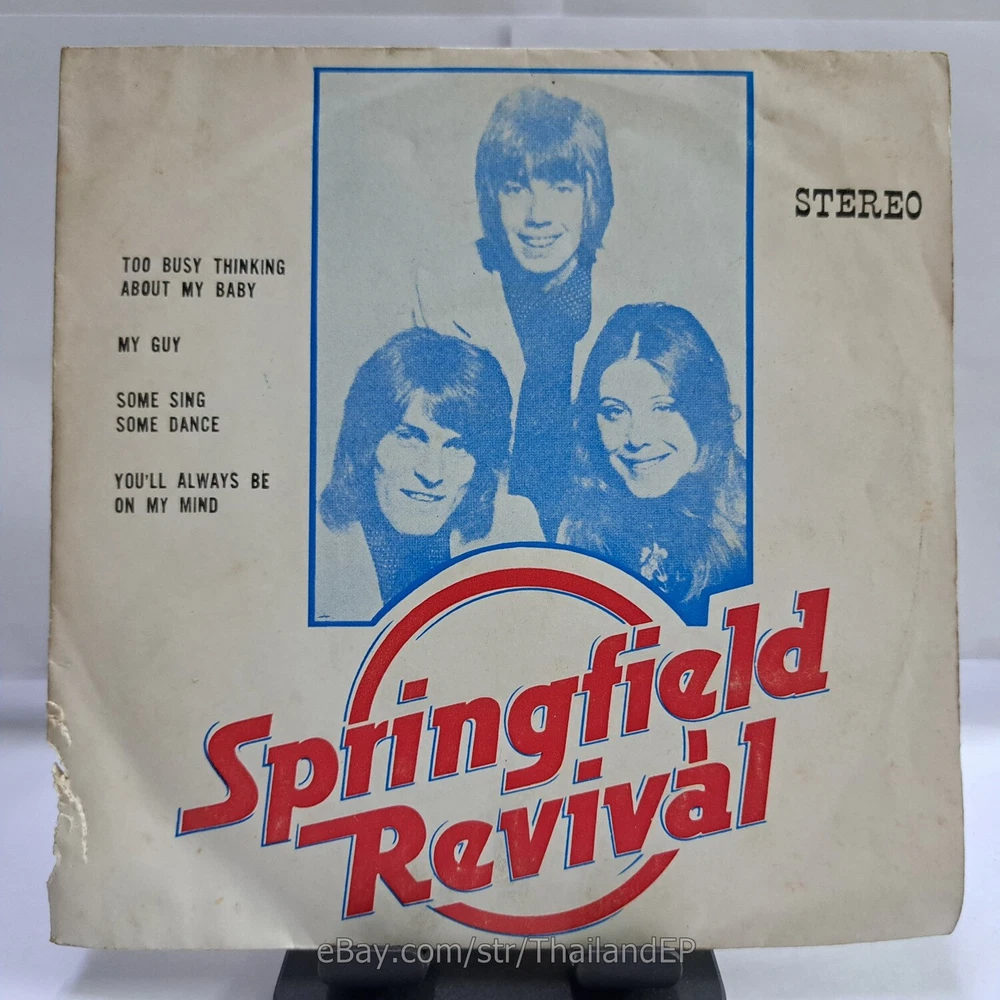 STEREO
TOO BUSY THINKING
ABOUT MY BABY
MY GUY
SOME SING
SOME DANCE
YOU'LL ALWAYS BE
ON MY MIND
Springfield
Revival
eBay.com/str/ThailandEP